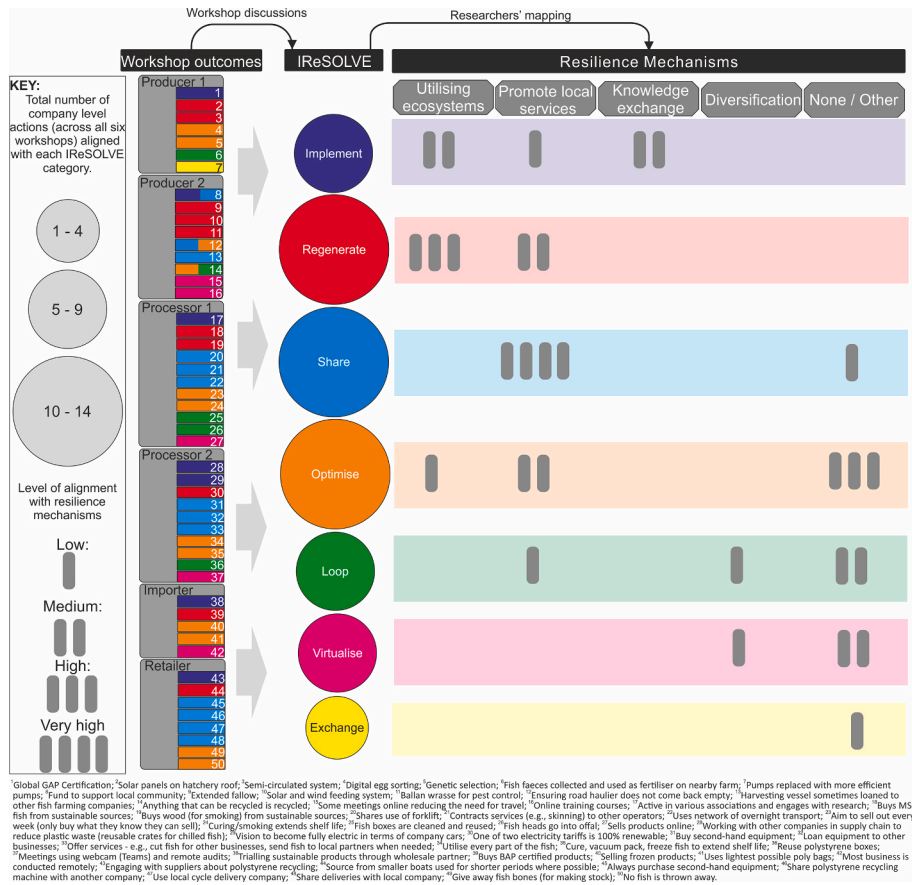 Workshop discussions
Researchers' mapping
Workshop outcomes
IReSOLVE
Resilience Mechanisms
KEY:
Total number of
company level
actions (across all six
workshops) aligned
with each IReSOLVE
category.
1 - 4
5 - 9
10 - 14
Level of alignment
with resilience
mechanisms
Low:
Medium:
High:
Very high
Producer 1
1
2
3
4
5
6
7
Producer 2
8
9
10
11
12
13
14
15
16
Processor 1
17
18
19
20
21
22
23
24
25
26
27
Processor 2
28
29
30
31
32
33
34
35
36
37
Importer
38
39
40
41
42
Retailer
43
44
45
46
47
48
49
50
Implement
Regenerate
Share
Optimise
Loop
Virtualise
Exchange
Utilising
ecosystems
Promote local
services
Knowledge
exchange
Diversification
None / Other
1Global GAP Certification; 2Solar panels on hatchery roof; 3Semi-circulated system; 4Digital egg sorting; 5Genetic selection; 6Fish faeces collected and used as fertiliser on nearby farm; 7Pumps replaced with more efficient
pumps; 8Fund to support local community; 9Extended fallow; 10Solar and wind feeding system; 11Ballan wrasse for pest control; 12Ensuring road haulier does not come back empty; 13Harvesting vessel sometimes loaned to
other fish farming companies; 14Anything that can be recycled is recycled; 15Some meetings online reducing the need for travel; 16Online training courses; 17Active in various associations and engages with research; 18Buys MS
fish from sustainable sources; 19Buys wood (for smoking) from sustainable sources; 20Shares use of forklift; 21Contracts services (e.g., skinning) to other operators; 22Uses network of overnight transport; 23Aim to sell out every
week (only buy what they know they can sell); 24Curing/smoking extends shelf life; 25Fish boxes are cleaned and reused; 26Fish heads go into offal; 27Sells products online; 28Working with other companies in supply chain to
reduce plastic waste (reusable crates for chilled fish); 29Vision to become fully electric in terms of company cars; 30One of two electricity tariffs is 100% renewable; 31Buy second-hand equipment; 32Loan equipment to other
businesses; 33Offer services - e.g., cut fish for other businesses, send fish to local partners when needed; 34Utilise every part of the fish; 35Cure, vacuum pack, freeze fish to extend shelf life; 36Reuse polystyrene boxes;
37Meetings using webcam (Teams) and remote audits; 38Trialling sustainable products through wholesale partner; 39Buys BAP certified products; 40Selling frozen products; 41Uses lightest possible poly bags; 42Most business is
conducted remotely; 43Engaging with suppliers about polystyrene recycling; 44Source from smaller boats used for shorter periods where possible; 45Always purchase second-hand equipment; 46Share polystyrene recycling
machine with another company; 47Use local cycle delivery company; 48Share deliveries with local company; 49Give away fish bones (for making stock); 50No fish is thrown away.